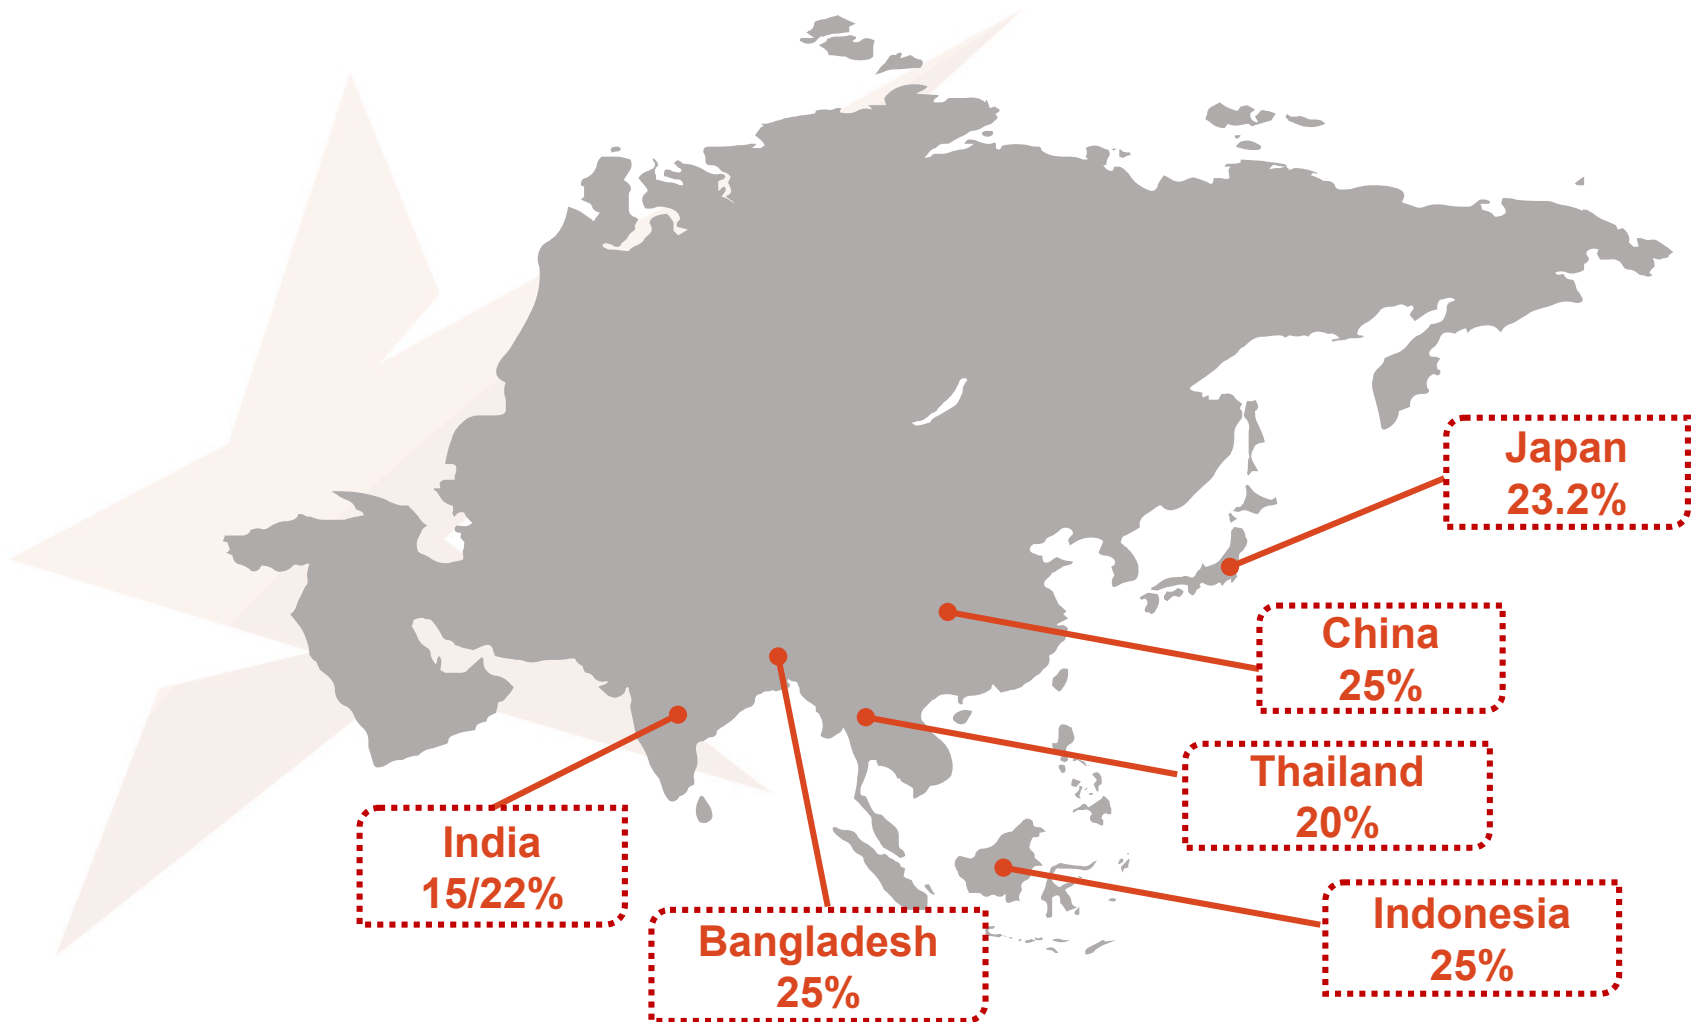 Japan
23.2%
China
25%
Thailand
20%
India
15/22%
Indonesia
25%
Bangladesh
25%